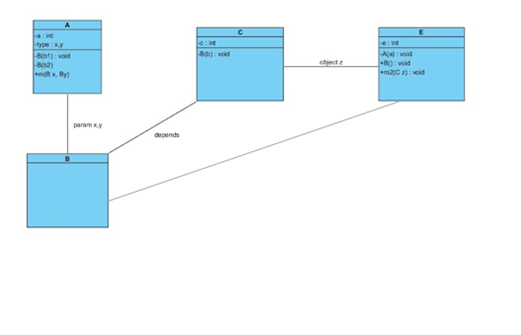 A
-a : int
-type : x,y
-B(b1) : void
-B(b2)
+m(B x, By)
C
-c : int
-B(b) : void
E
-e : int
-A(a) : void
+B() : void
+m2(C z) : void
object z
param x,y
depends
B